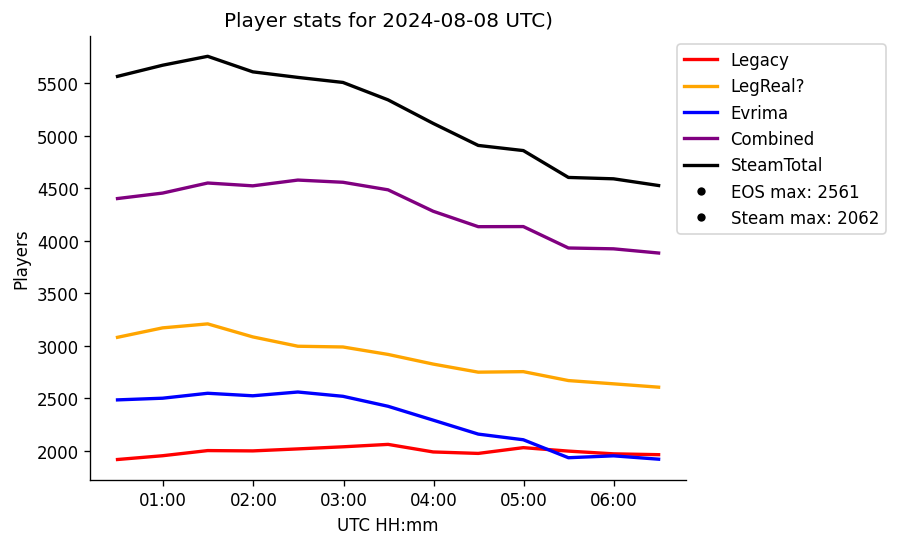 Player stats for 2024-08-08 UTC)
Legacy
LegReal?
Evrima
Combined
SteamTotal
EOS max: 2561
Steam max: 2062
Players
5500
5000
4500
4000
3500
3000
2500
2000
01:00 02:00 03:00 04:00 05:00 06:00
UTC HH:mm